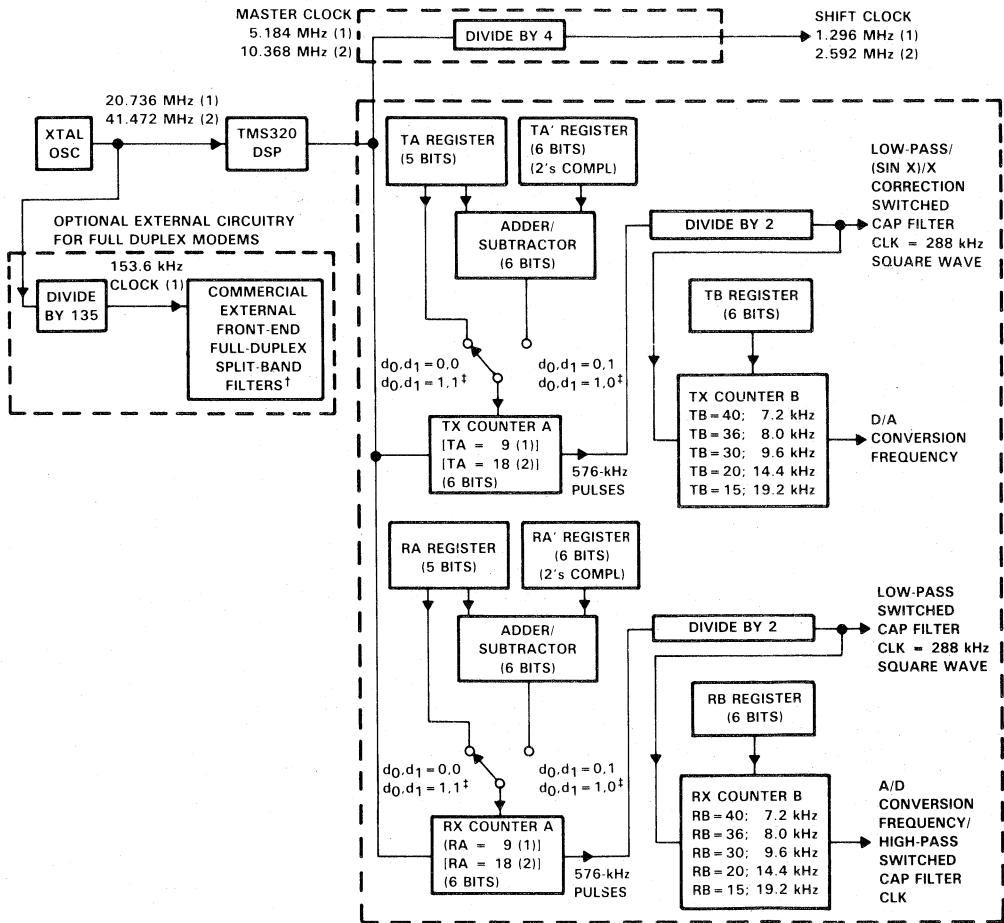 MASTER CLOCK
5.184 MHz (1)
10.368 MHz (2)
DIVIDE BY 4
SHIFT CLOCK
1.296 MHz (1)
2.592 MHz (2)
20.736 MHz (1)
41.472 MHz (2)
XTAL
OSC
TMS320
DSP
OPTIONAL EXTERNAL CIRCUITRY
FOR FULL DUPLEX MODEMS
153.6 kHz
CLOCK (1)
DIVIDE
BY 135
COMMERCIAL
EXTERNAL
FRONT-END
FULL-DUPLEX
SPLIT-BAND
FILTERS†
TA REGISTER
(5 BITS)
TA' REGISTER
(6 BITS)
(2's COMPL)
ADDER/
SUBTRACTOR
(6 BITS)
d0,d1 = 0,0
d0,d1 = 1,1‡
d0,d1 = 0,1
d0,d1 = 1,0‡
TX COUNTER A
[TA = 9 (1)]
[TA = 18 (2)]
(6 BITS)
576-kHz
PULSES
DIVIDE BY 2
LOW-PASS/
(SIN X)/X
CORRECTION
SWITCHED
CAP FILTER
CLK = 288 kHz
SQUARE WAVE
TB REGISTER
(6 BITS)
TX COUNTER B
TB = 40; 7.2 kHz
TB = 36; 8.0 kHz
TB = 30; 9.6 kHz
TB = 20; 14.4 kHz
TB = 15; 19.2 kHz
D/A
CONVERSION
FREQUENCY
RA REGISTER
(5 BITS)
RA' REGISTER
(6 BITS)
(2's COMPL)
ADDER/
SUBTRACTOR
(6 BITS)
d0,d1 = 0,0
d0,d1 = 1,1‡
d0,d1 = 0,1
d0,d1 = 1,0‡
RX COUNTER A
(RA = 9 (1)]
[RA = 18 (2)]
(6 BITS)
576-kHz
PULSES
DIVIDE BY 2
LOW-PASS
SWITCHED
CAP FILTER
CLK = 288 kHz
SQUARE WAVE
RB REGISTER
(6 BITS)
RX COUNTER B
RB = 40; 7.2 kHz
RB = 36; 8.0 kHz
RB = 30; 9.6 kHz
RB = 20; 14.4 kHz
RB = 15; 19.2 kHz
A/D
CONVERSION
FREQUENCY/
HIGH-PASS
SWITCHED
CAP FILTER
CLK